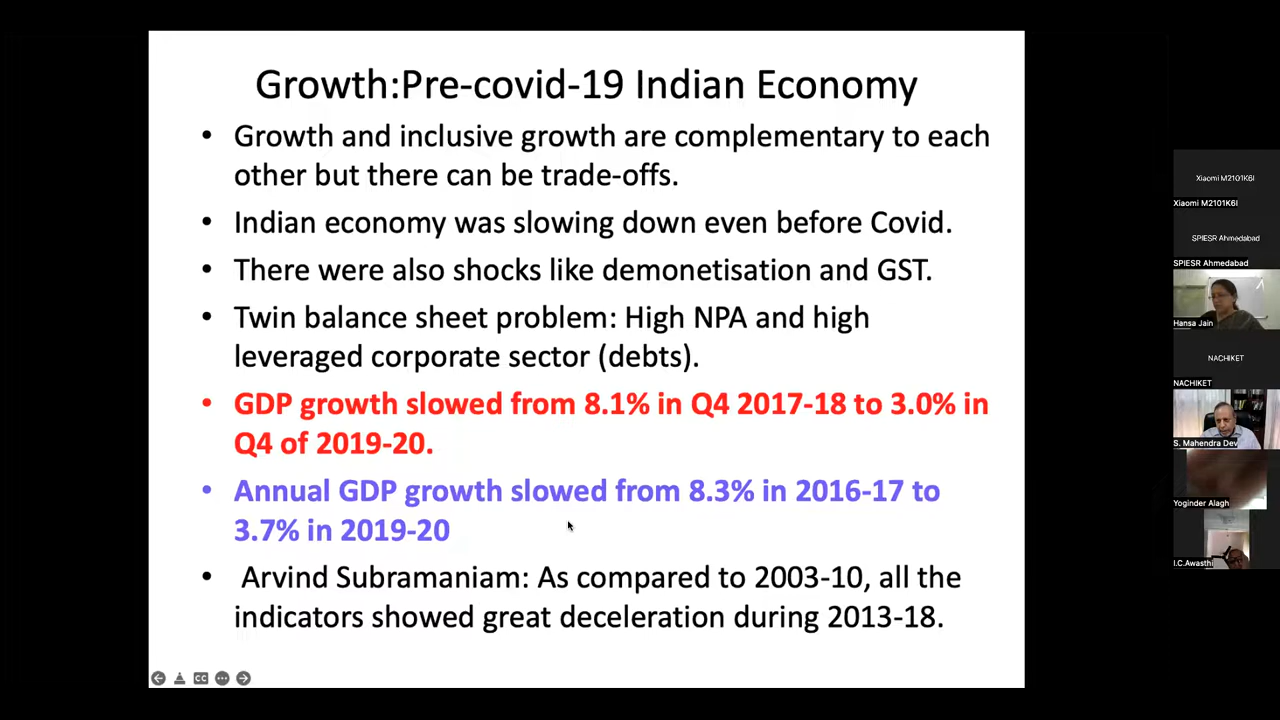 Growth:Pre-covid-19 Indian Economy
• Growth and inclusive growth are complementary to each
other but there can be trade-offs.
• Indian economy was slowing down even before Covid.
• There were also shocks like demonetisation and GST.
• Twin balance sheet problem: High NPA and high
leveraged corporate sector (debts).
• GDP growth slowed from 8.1% in Q4 2017-18 to 3.0% in
Q4 of 2019-20.
• Annual GDP growth slowed from 8.3% in 2016-17 to
3.7% in 2019-20
• Arvind Subramaniam: As compared to 2003-10, all the
indicators showed great deceleration during 2013-18.
CC
Xiaomi M2101K6I
Xiaomi M2101K6I
SPIESR Ahmedabad
SPIESR Ahmedabad
Hansa Jain
NACHIKET
NACHIKET
S. Mahendra Dev
Yoginder Alagh
I.C.Awasthi